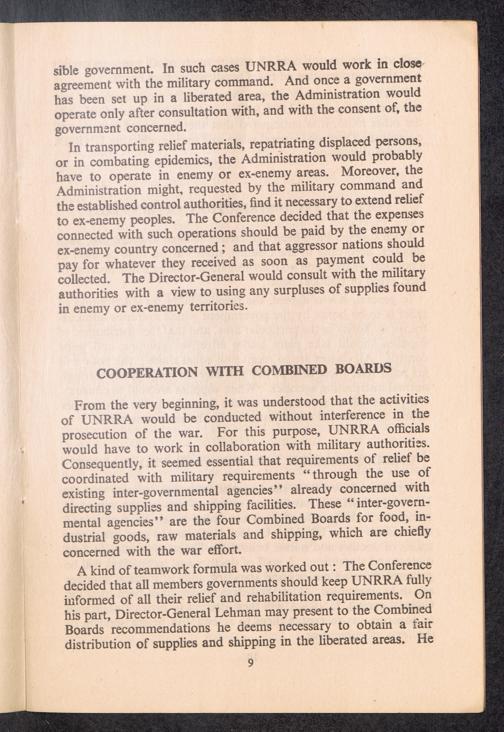 sible government. In such cases UNRRA would work in close
agreement with the military command. And once a government
has been set up in a liberated area, the Administration would
operate only after consultation with, and with the consent of, the
government concerned.
In transporting relief materials, repatriating displaced persons,
or in combating epidemics, the Administration would probably
have to operate in enemy or ex-enemy areas. Moreover, the
Administration might, requested by the military command and
the established control authorities, find it necessary to extend relief
to ex-enemy peoples. The Conference decided that the expenses
connected with such operations should be paid by the enemy or
ex-enemy country concerned ; and that aggressor nations should
pay for whatever they received as soon as payment could be
collected. The Director-General would consult with the military
authorities with a view to using any surpluses of supplies found
in enemy or ex-enemy territories.
COOPERATION WITH COMBINED BOARDS
From the very beginning, it was understood that the activities
of UNRRA would be conducted without interference in the
prosecution of the war. For this purpose, UNRRA officials
would have to work in collaboration with military authorities.
Consequently, it seemed essential that requirements of relief be
coordinated with military requirements "through the use of
existing inter-governmental agencies" already concerned with
directing supplies and shipping facilities. These "inter-govern-
mental agencies" are the four Combined Boards for food, in-
dustrial goods, raw materials and shipping, which are chiefly
concerned with the war effort.
A kind of teamwork formula was worked out : The Conference
decided that all members governments should keep UNRRA fully
informed of all their relief and rehabilitation requirements. On
his part, Director-General Lehman may present to the Combined
Boards recommendations he deems necessary to obtain a fair
distribution of supplies and shipping in the liberated areas. He
9